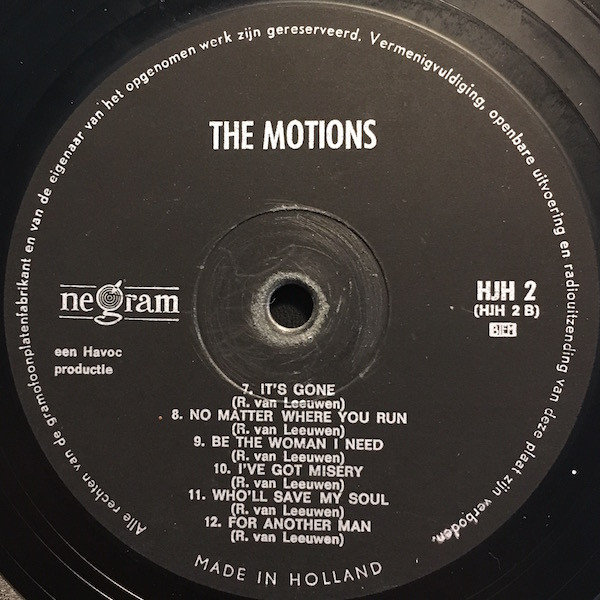 Alle rechten van de gramofoonplatenfabrikant en van de eigenaar van het opgenomen werk zijn gereserveerd. Vermenigvuldiging, openbare uitvoering en radiouitzending van deze plaat zijn verboden.
THE MOTIONS
negram
een Havoc
productie
HJH 2
(HJH 2 B)
BIEM
7. IT'S GONE
(R. van Leeuwen)
8. NO MATTER WHERE YOU RUN
(R. van Leeuwen)
9. BE THE WOMAN I NEED
(R. van Leeuwen)
10. I'VE GOT MISERY
(R. van Leeuwen)
11. WHO'LL SAVE MY SOUL
(R. van Leeuwen)
12. FOR ANOTHER MAN
(R. van Leeuwen)
MADE IN HOLLAND